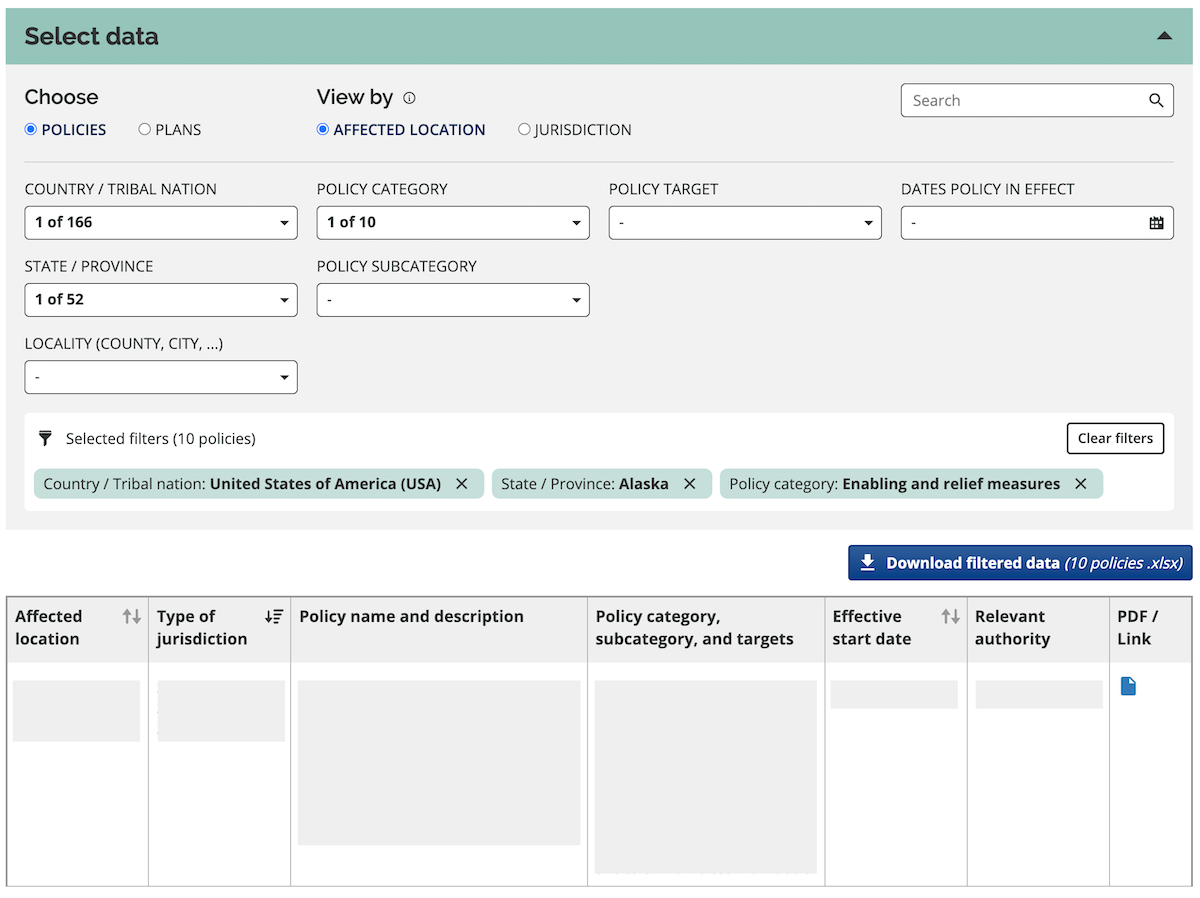 Select data
Choose
View by
Search
POLICIES
PLANS
AFFECTED LOCATION
JURISDICTION
COUNTRY / TRIBAL NATION
POLICY CATEGORY
POLICY TARGET
DATES POLICY IN EFFECT
1 of 166
1 of 10
-
-
STATE / PROVINCE
POLICY SUBCATEGORY
1 of 52
-
LOCALITY (COUNTY, CITY, ...)
-
Selected filters (10 policies)
Clear filters
Country / Tribal nation: United States of America (USA)
State / Province: Alaska
Policy category: Enabling and relief measures
Download filtered data (10 policies .xlsx)
Affected
location
Type of
jurisdiction
Policy name and description
Policy category,
subcategory, and targets
Effective
start date
Relevant
authority
PDF /
Link